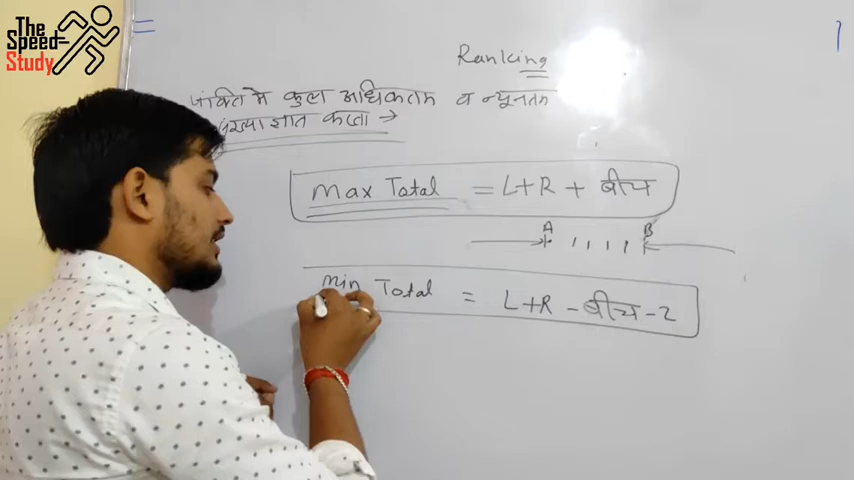 The
Speed
Study
Ranking
पंक्ति में कुल अधिकतम व न्यूनतम
संख्या ज्ञात करना →
max Total = L+R + बीच
A B
min Total = L+R - बीच - 2